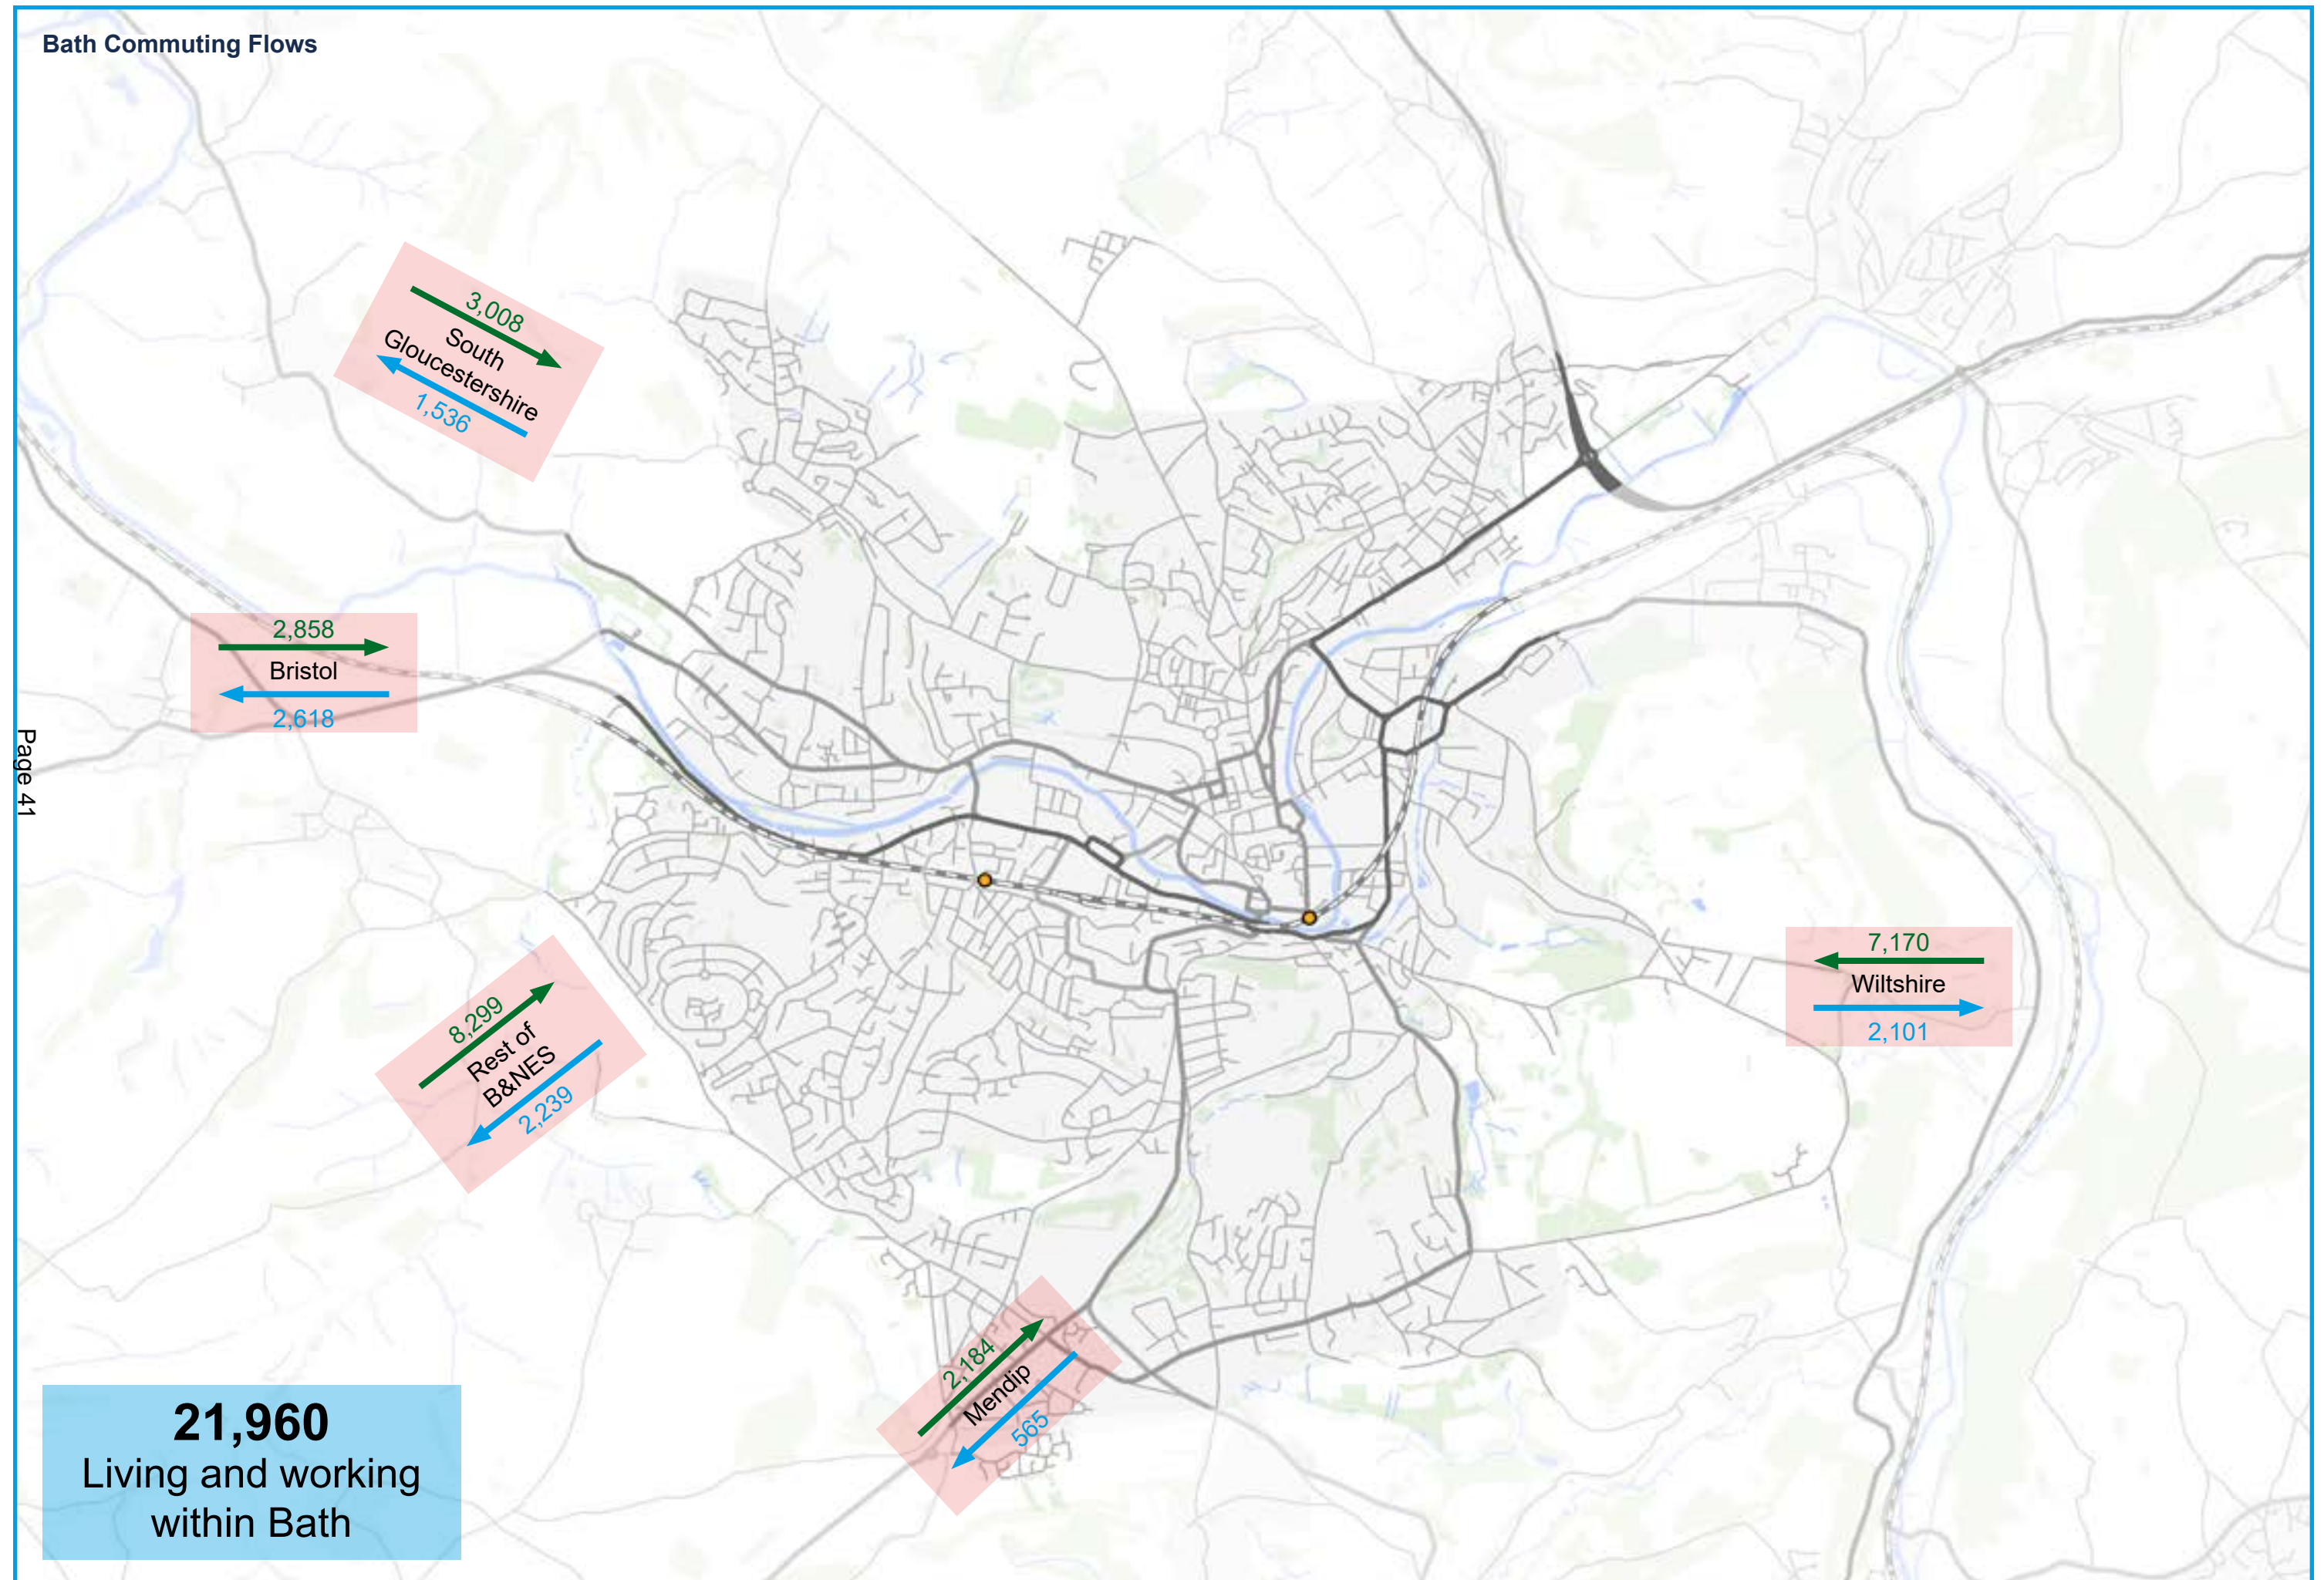 Bath Commuting Flows
3,008
South
Gloucestershire
1,536
2,858
Bristol
2,618
Page 41
7,170
Wiltshire
2,101
8,299
Rest of
B&NES
2,239
2,184
Mendip
565
21,960
Living and working
within Bath